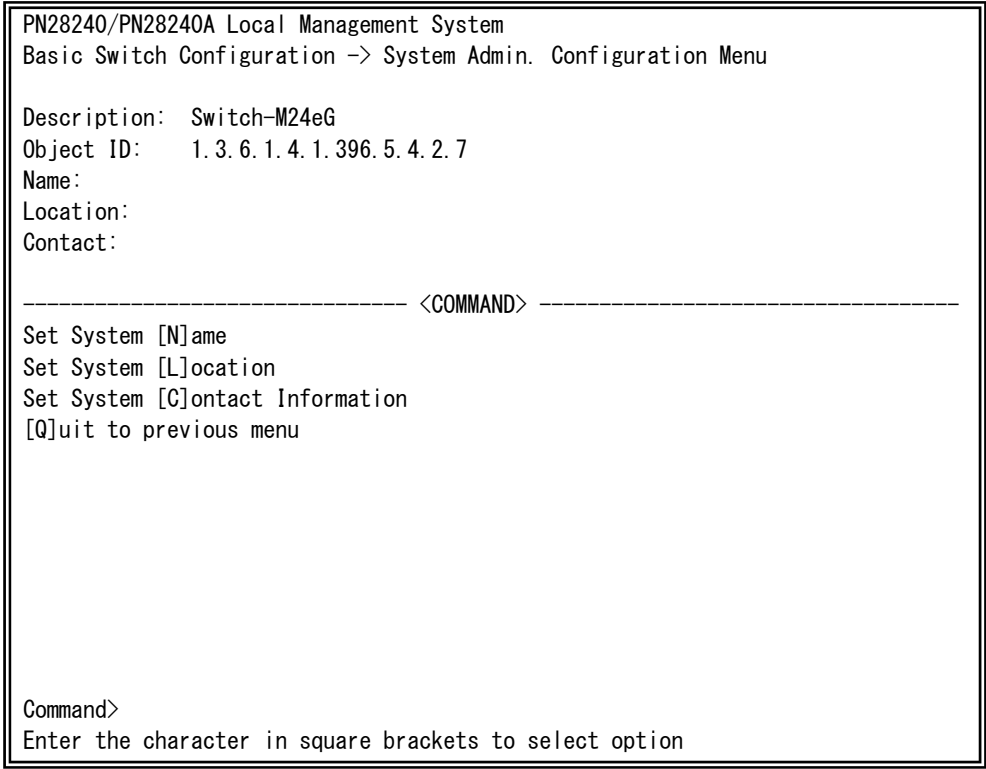 PN28240/PN28240A Local Management System
Basic Switch Configuration -> System Admin. Configuration Menu
Description: Switch-M24eG
Object ID: 1.3.6.1.4.1.396.5.4.2.7
Name:
Location:
Contact:
-------------------------------- <COMMAND> -----------------------------------
Set System [N]ame
Set System [L]ocation
Set System [C]ontact Information
[Q]uit to previous menu
Command>
Enter the character in square brackets to select option